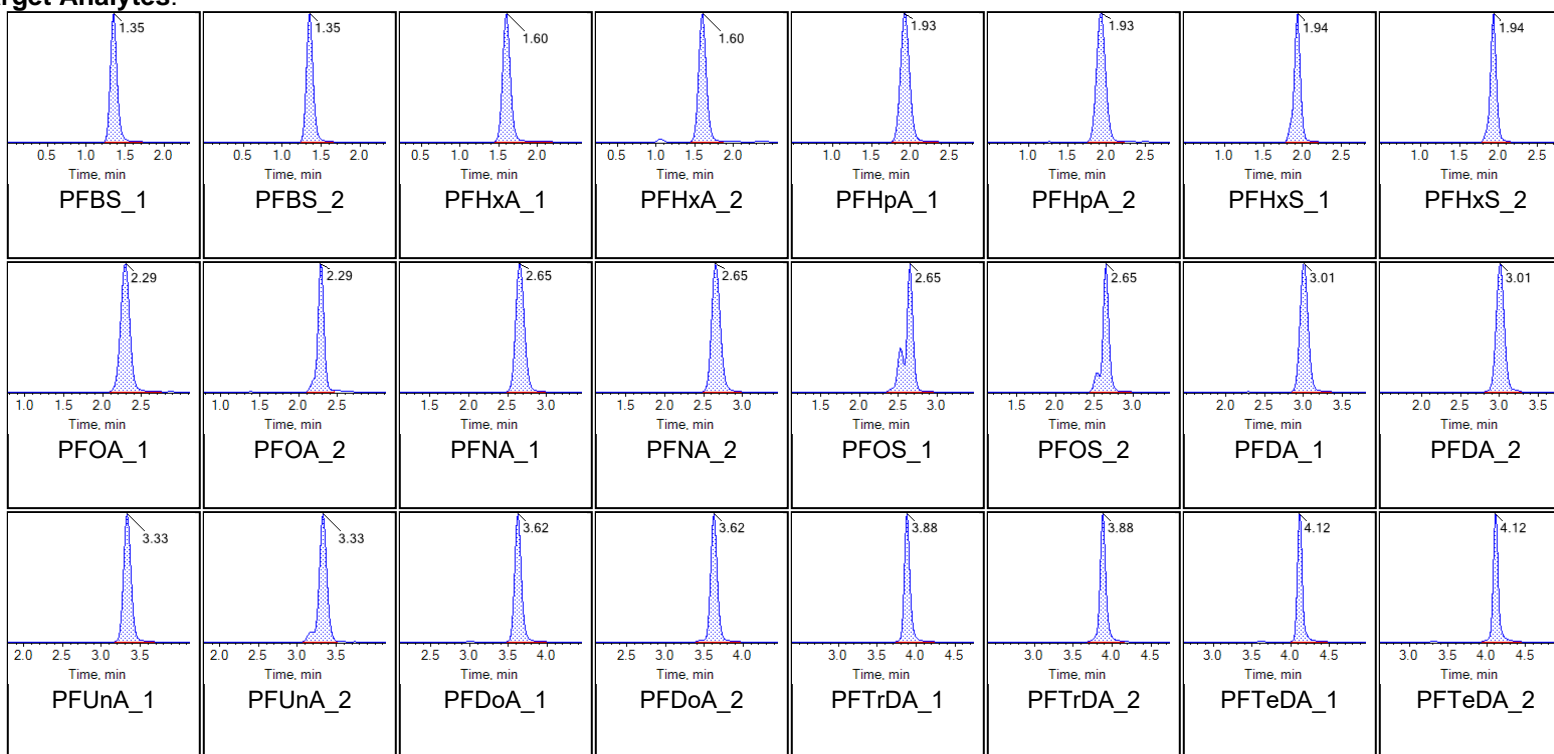 rget Analytes:
1.35 1.35 1.60 1.60 1.93 1.93 1.94 1.94
0.5 1.0 1.5 2.0 0.5 1.0 1.5 2.0 0.5 1.0 1.5 2.0 0.5 1.0 1.5 2.0 1.0 1.5 2.0 2.5 1.0 1.5 2.0 2.5 1.0 1.5 2.0 2.5 1.0 1.5 2.0 2.5
Time, min Time, min Time, min Time, min Time, min Time, min Time, min Time, min
PFBS_1 PFBS_2 PFHxA_1 PFHxA_2 PFHpA_1 PFHpA_2 PFHxS_1 PFHxS_2
2.29 2.29 2.65 2.65 2.65 2.65 3.01 3.01
1.0 1.5 2.0 2.5 1.0 1.5 2.0 2.5 1.5 2.0 2.5 3.0 1.5 2.0 2.5 3.0 1.5 2.0 2.5 3.0 1.5 2.0 2.5 3.0 2.0 2.5 3.0 3.5 2.0 2.5 3.0 3.5
Time, min Time, min Time, min Time, min Time, min Time, min Time, min Time, min
PFOA_1 PFOA_2 PFNA_1 PFNA_2 PFOS_1 PFOS_2 PFDA_1 PFDA_2
3.33 3.33 3.62 3.62 3.88 3.88 4.12 4.12
2.0 2.5 3.0 3.5 2.0 2.5 3.0 3.5 2.5 3.0 3.5 4.0 2.5 3.0 3.5 4.0 3.0 3.5 4.0 4.5 3.0 3.5 4.0 4.5 3.0 3.5 4.0 4.5 3.0 3.5 4.0 4.5
Time, min Time, min Time, min Time, min Time, min Time, min Time, min Time, min
PFUnA_1 PFUnA_2 PFDoA_1 PFDoA_2 PFTrDA_1 PFTrDA_2 PFTeDA_1 PFTeDA_2